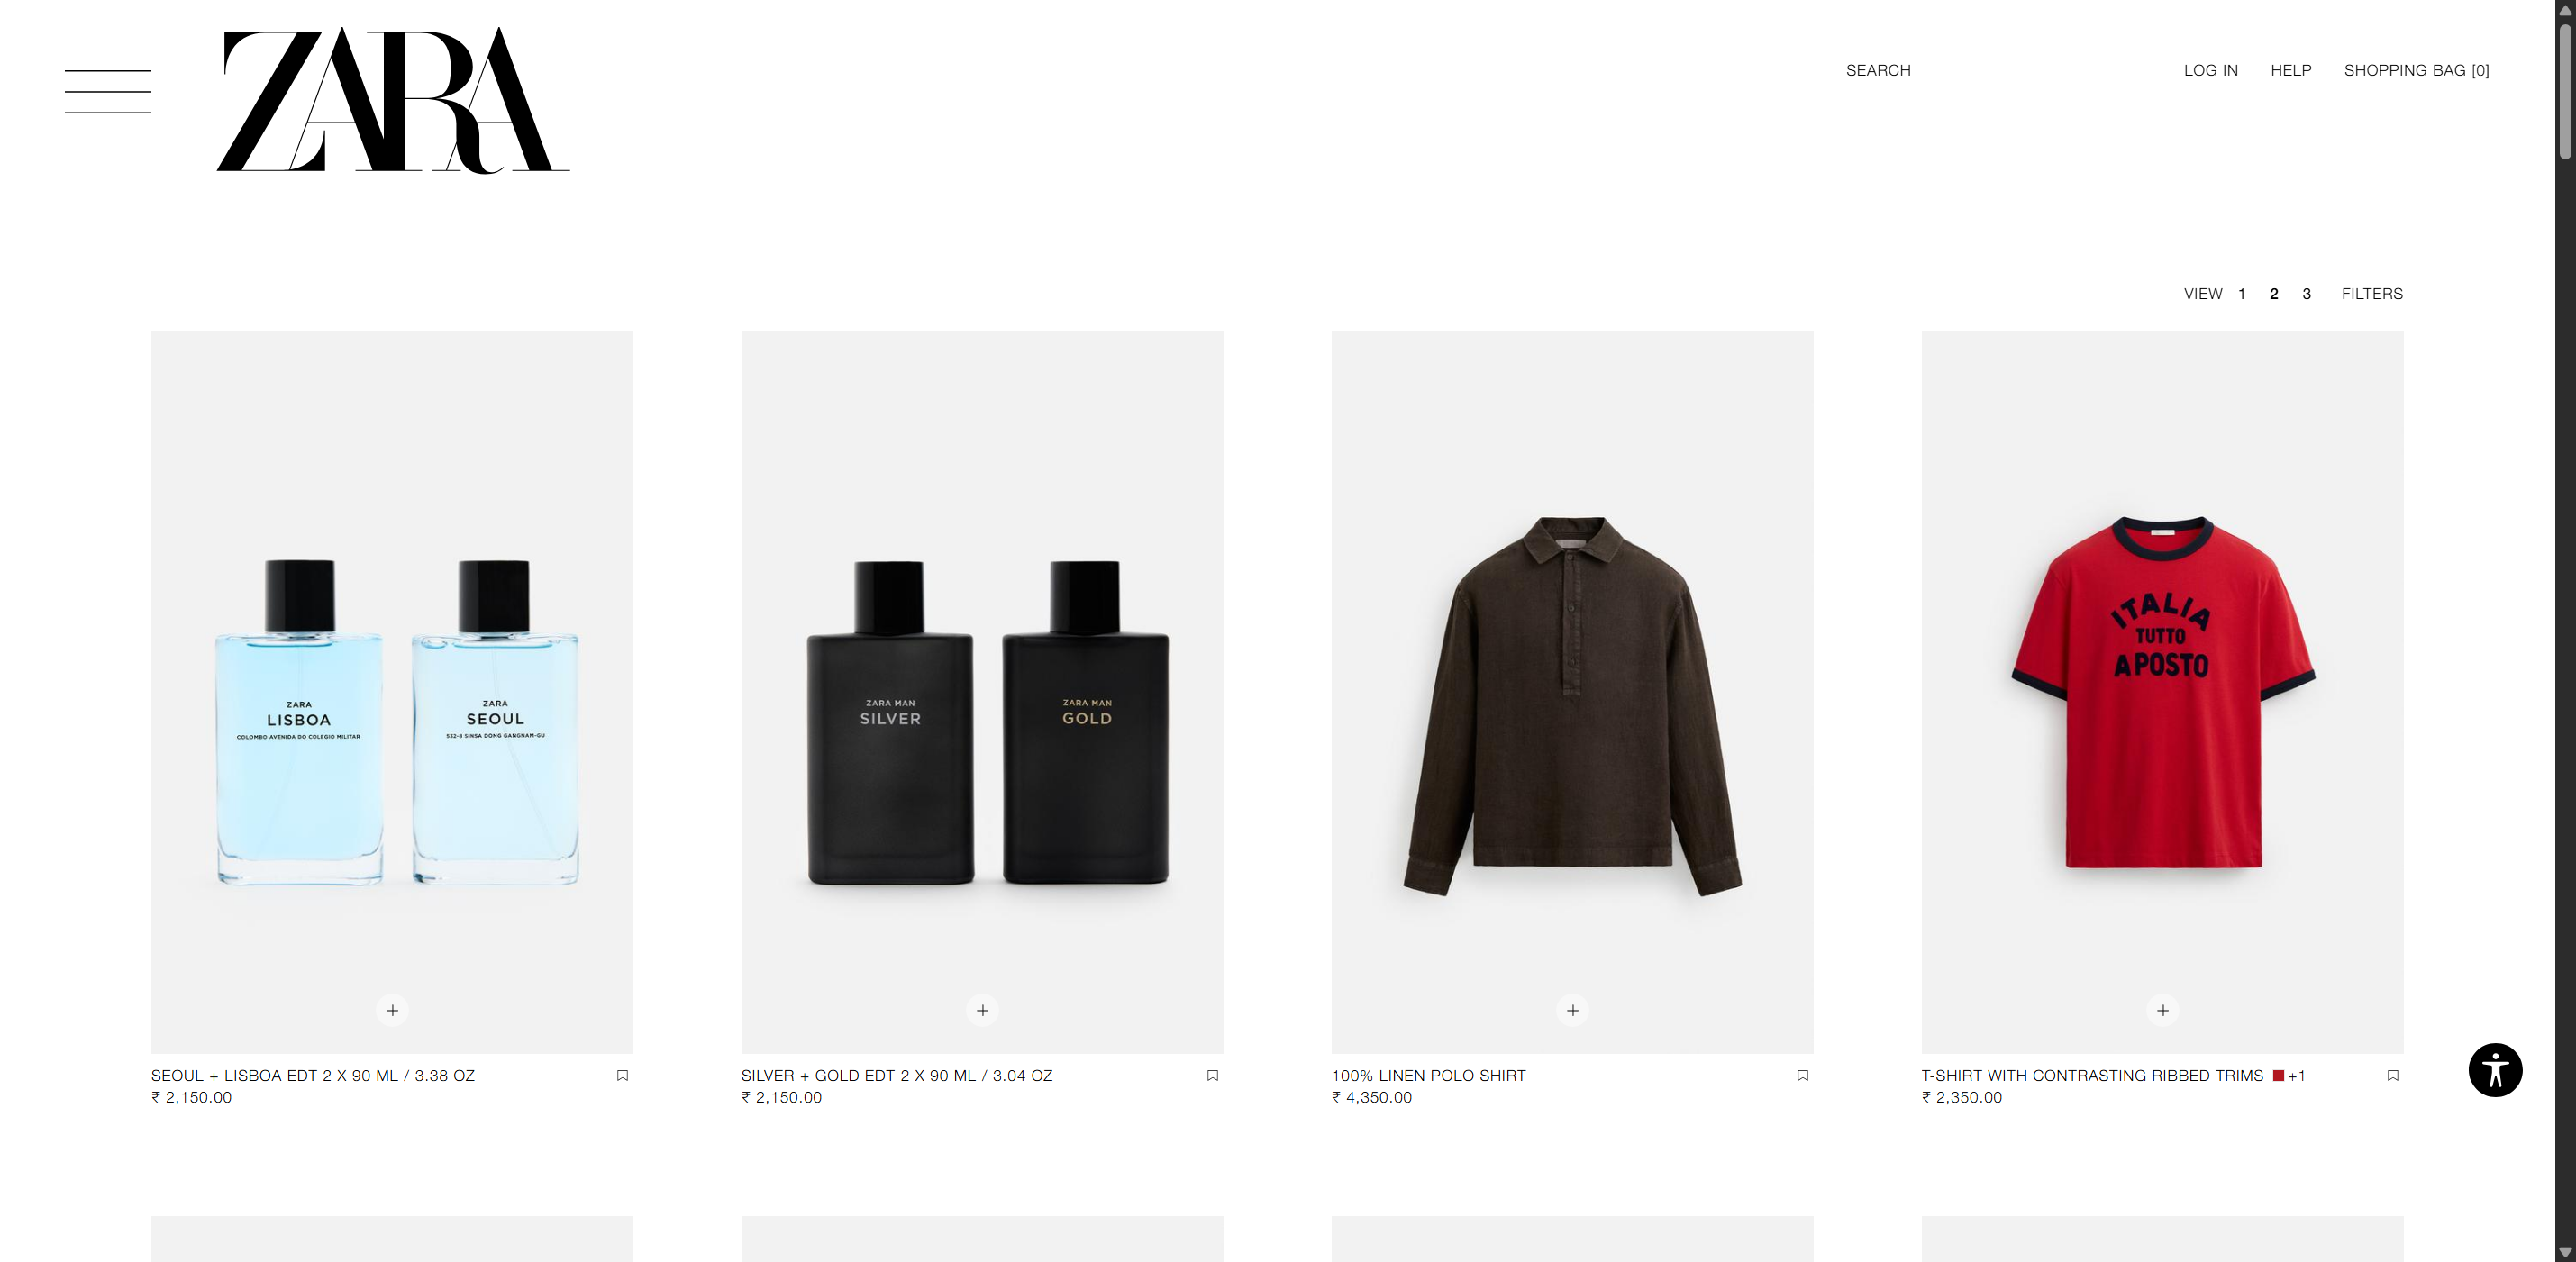 ZARA
SEARCH
LOG IN
HELP
SHOPPING BAG [0]
VIEW 1 2 3 FILTERS
ZARA
LISBOA
COLOMBO AVENIDA DO COLEGIO MILITAR
ZARA
SEOUL
532-8 SINSA DONG GANGNAM-GU
ZARA MAN
SILVER
ZARA MAN
GOLD
ITALIA
TUTTO
APOSTO
SEOUL + LISBOA EDT 2 X 90 ML / 3.38 OZ
₹ 2,150.00
SILVER + GOLD EDT 2 X 90 ML / 3.04 OZ
₹ 2,150.00
100% LINEN POLO SHIRT
₹ 4,350.00
T-SHIRT WITH CONTRASTING RIBBED TRIMS +1
₹ 2,350.00